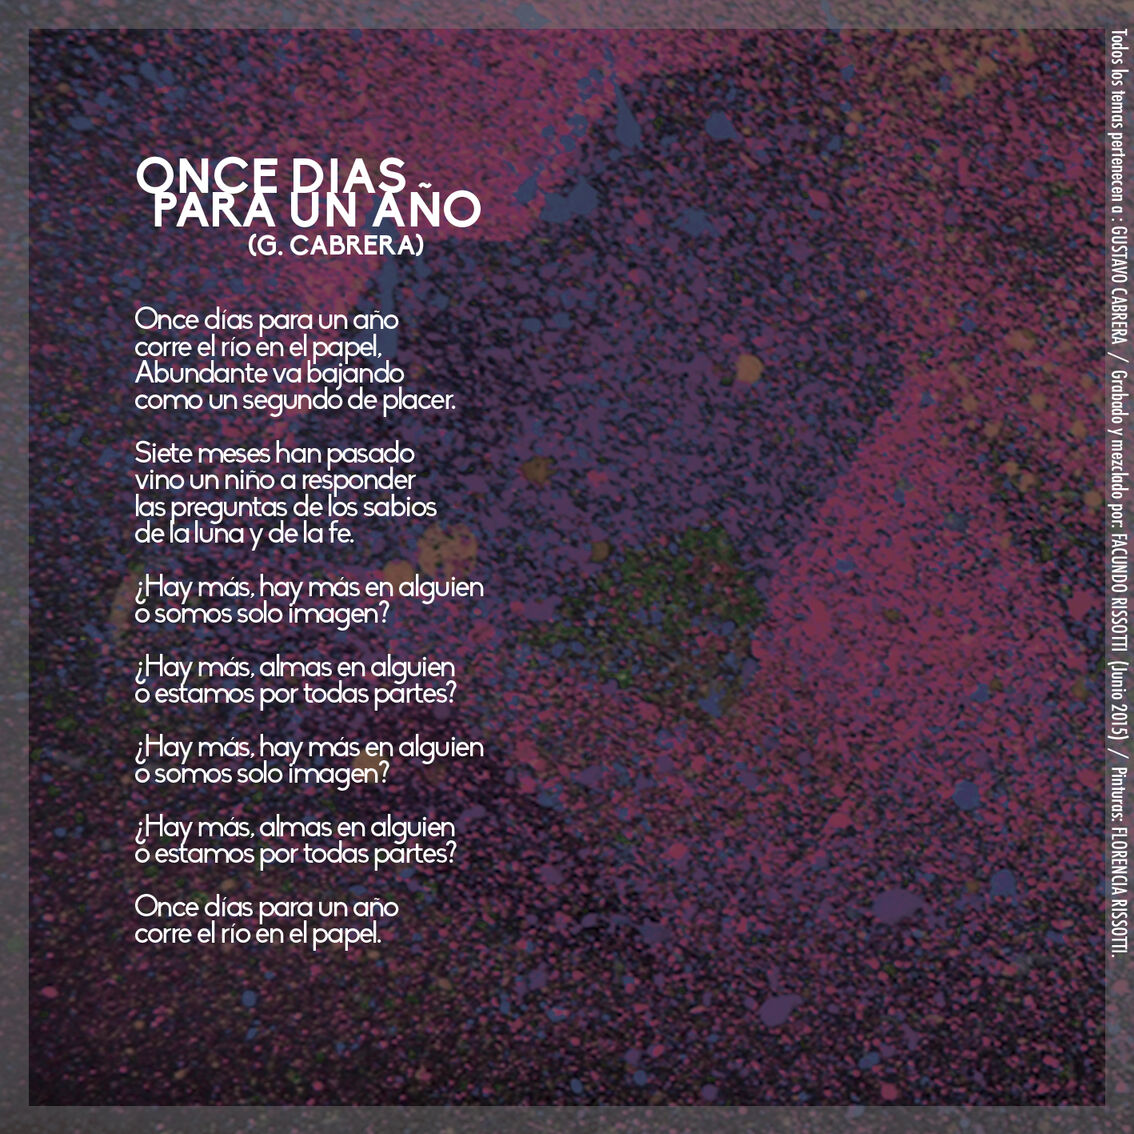 ONCE DIAS
PARA UN AÑO
(G. CABRERA)
Once días para un año
corre el río en el papel,
Abundante va bajando
como un segundo de placer.
Siete meses han pasado
vino un niño a responder
las preguntas de los sabios
de la luna y de la fe.
¿Hay más, hay más en alguien
o somos solo imagen?
¿Hay más, almas en alguien
o estamos por todas partes?
¿Hay más, hay más en alguien
o somos solo imagen?
¿Hay más, almas en alguien
o estamos por todas partes?
Once días para un año
corre el río en el papel.
Todos los temas pertenecen a : GUSTAVO CABRERA / Grabado y mezclado por: FACUNDO RISSOTTI (Junio 2015) / Pinturas: FLORENCIA RISSOTTI.